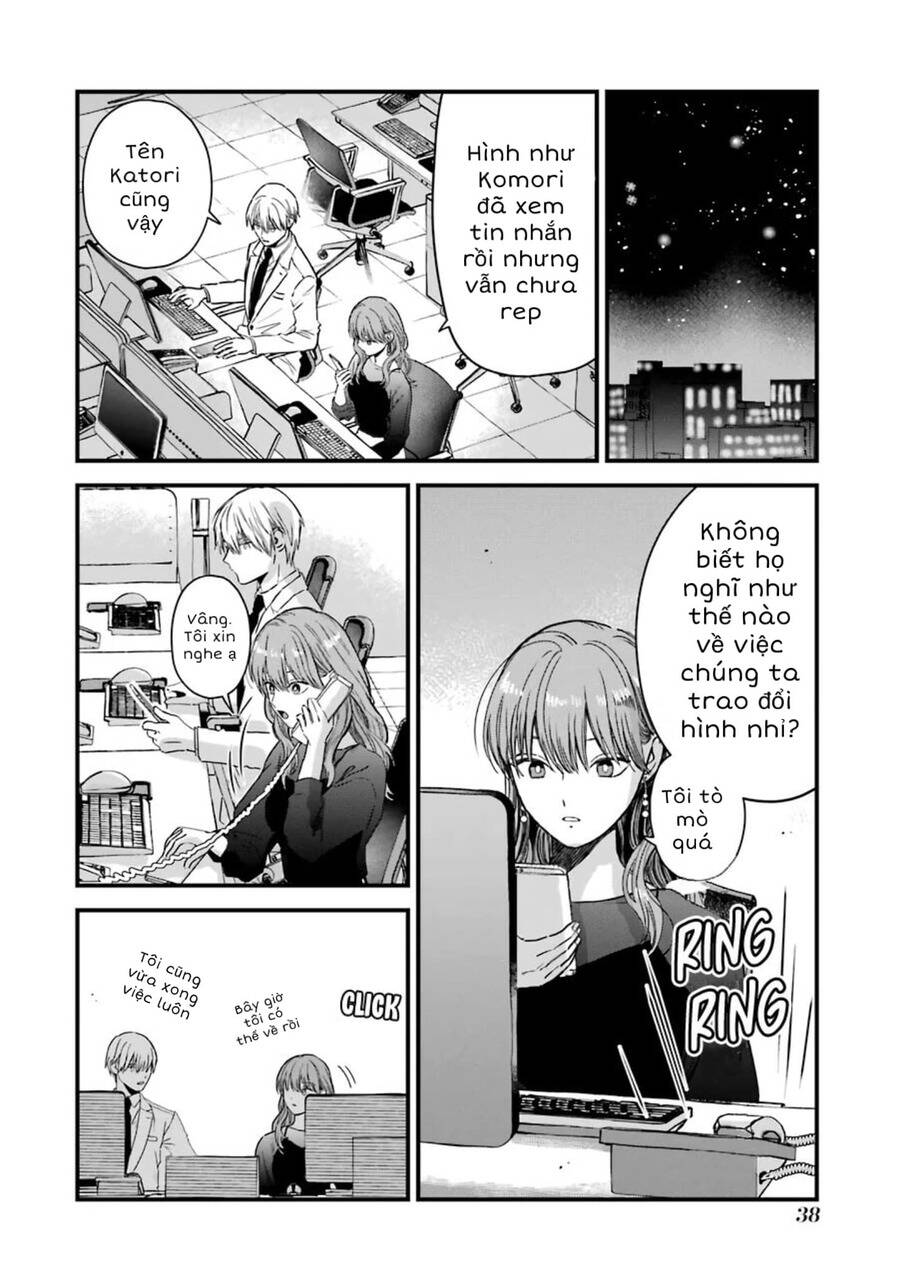 Hình như
Komori
đã xem
tin nhắn
rồi nhưng
vẫn chưa
rep
Tên
Katori
cũng
vậy
Không
biết họ
nghĩ như
thế nào
về việc
chúng ta
trao đổi
hình nhỉ?
Tôi tò
mò
quá
RING
RING
Vâng.
Tôi xin
nghe ạ
CLICK
Bây giờ
tôi có
thế về rồi
Tôi cũng
vừa xong
việc luôn
38